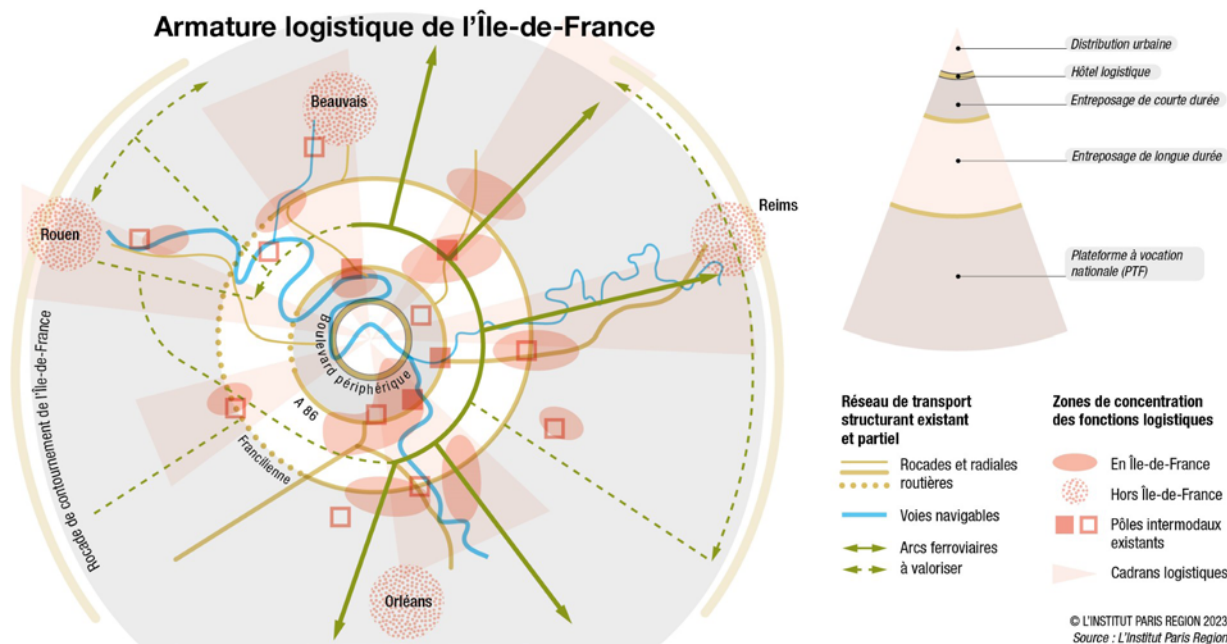 Armature logistique de l'Île-de-France
Beauvais
Rouen
Reims
Orléans
Boulevard périphérique
A 86
Francilienne
Rocade de contournement de l'Île-de-France
Distribution urbaine
Hôtel logistique
Entreposage de courte durée
Entreposage de longue durée
Plateforme à vocation
nationale (PTF)
Réseau de transport
structurant existant
et partiel
Rocades et radiales
routières
Voies navigables
Arcs ferroviaires
à valoriser
Zones de concentration
des fonctions logistiques
En Île-de-France
Hors Île-de-France
Pôles intermodaux
existants
Cadrans logistiques
© L'INSTITUT PARIS REGION 2023
Source : L'Institut Paris Region